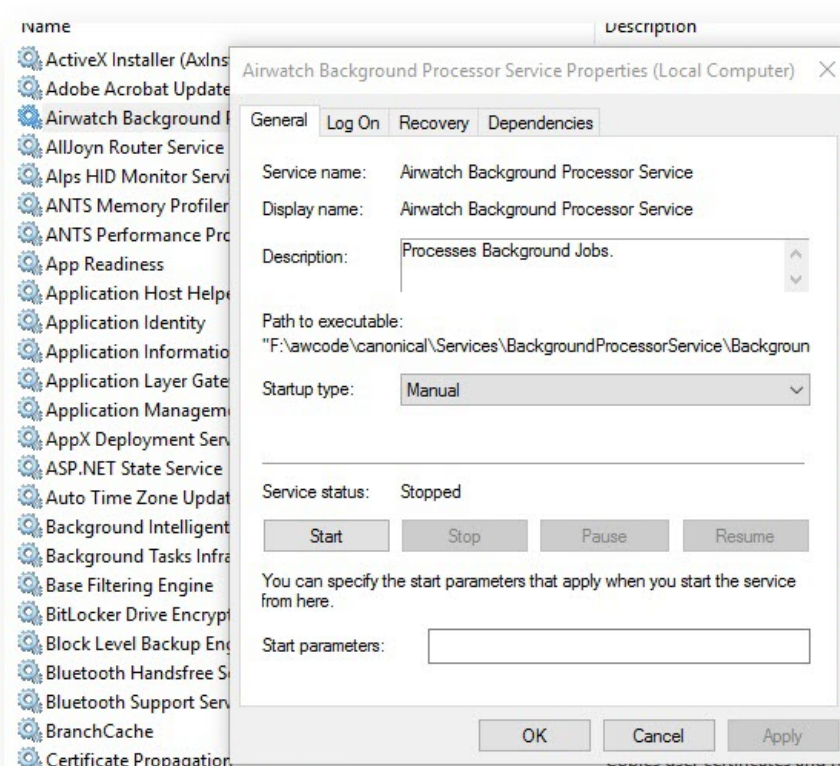 Name
Description
ActiveX Installer (AxIns
Adobe Acrobat Update
Airwatch Background
AllJoyn Router Service
Alps HID Monitor Servi
ANTS Memory Profiler
ANTS Performance Pro
App Readiness
Application Host Helpe
Application Identity
Application Informatio
Application Layer Gate
Application Managem
AppX Deployment Serv
ASP.NET State Service
Auto Time Zone Updat
Background Intelligent
Background Tasks Infra
Base Filtering Engine
BitLocker Drive Encrypt
Block Level Backup Eng
Bluetooth Handsfree S
Bluetooth Support Serv
BranchCache
Certificate Propagation
Airwatch Background Processor Service Properties (Local Computer)
General Log On Recovery Dependencies
Service name: Airwatch Background Processor Service
Display name: Airwatch Background Processor Service
Description: Processes Background Jobs.
Path to executable:
"F:\awcode\canonical\Services\BackgroundProcessorService\Backgroun
Startup type: Manual
Service status: Stopped
Start Stop Pause Resume
You can specify the start parameters that apply when you start the service
from here.
Start parameters:
OK Cancel Apply